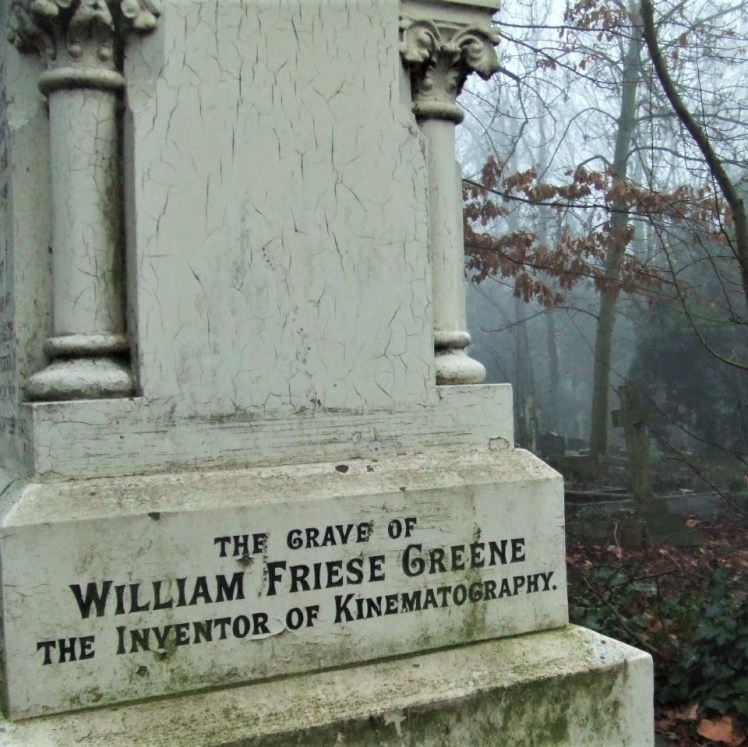 THE GRAVE OF
WILLIAM FRIESE GREENE
THE INVENTOR OF KINEMATOGRAPHY.